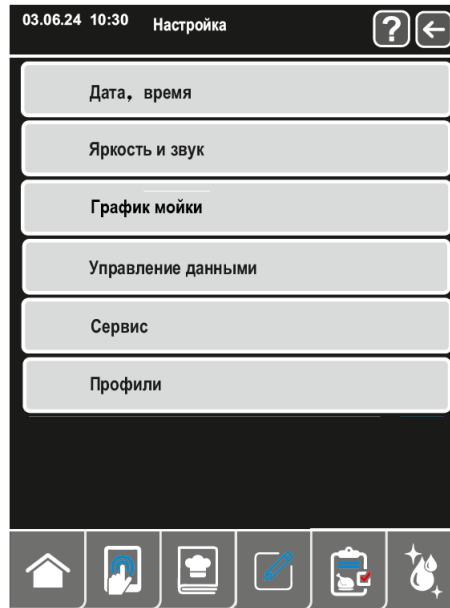 03.06.24 10:30 Настройка ?
Дата, время
Яркость и звук
График мойки
Управление данными
Сервис
Профили